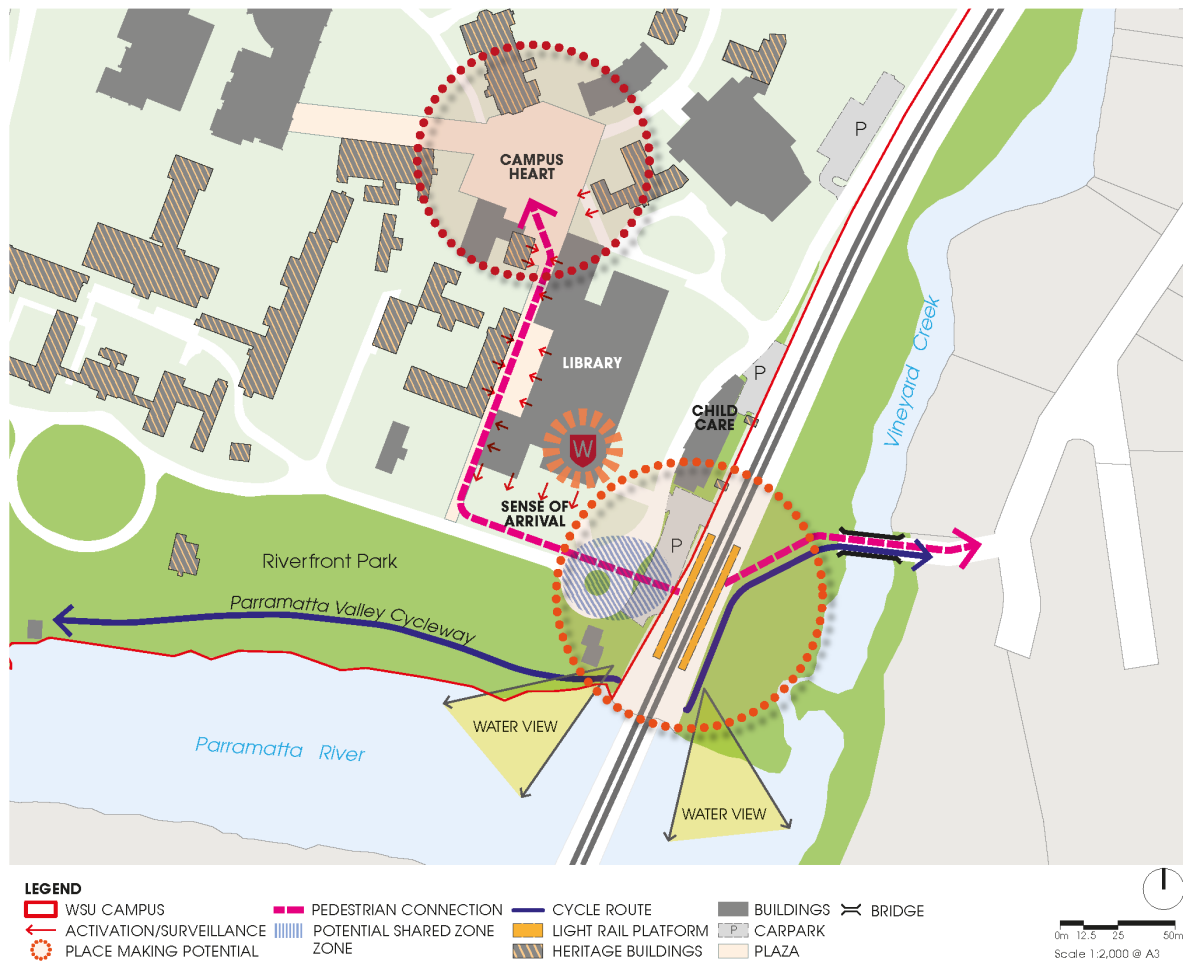 P
CAMPUS
HEART
Vineyard Creek
LIBRARY
P
CHILD
CARE
W
SENSE OF
ARRIVAL
P
Riverfront Park
Parramatta Valley Cycleway
WATER VIEW
Parramatta River
WATER VIEW
LEGEND
WSU CAMPUS
ACTIVATION/SURVEILLANCE
PLACE MAKING POTENTIAL
PEDESTRIAN CONNECTION
POTENTIAL SHARED ZONE
ZONE
CYCLE ROUTE
LIGHT RAIL PLATFORM
HERITAGE BUILDINGS
BUILDINGS
P CARPARK
PLAZA
BRIDGE
0m 12.5 25 50m
Scale 1:2,000 @ A3